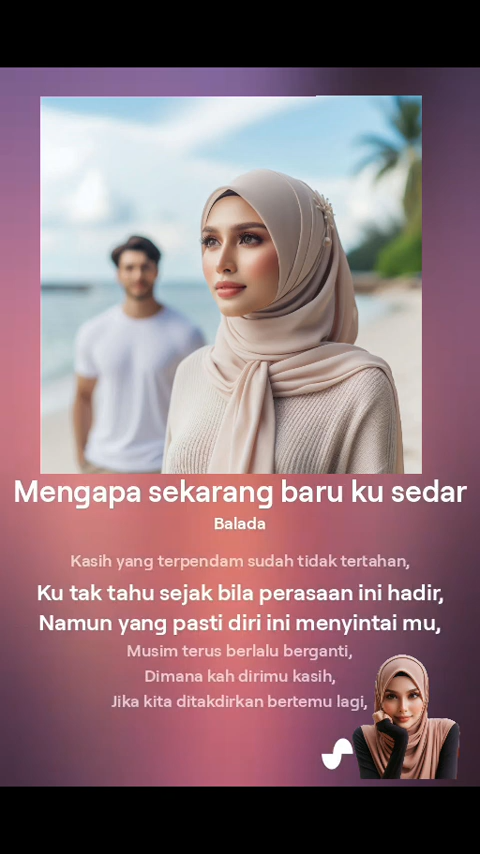 Mengapa sekarang baru ku sedar
Balada
Kasih yang terpendam sudah tidak tertahan,
Ku tak tahu sejak bila perasaan ini hadir,
Namun yang pasti diri ini menyintai mu,
Musim terus berlalu berganti,
Dimana kah dirimu kasih,
Jika kita ditakdirkan bertemu lagi,